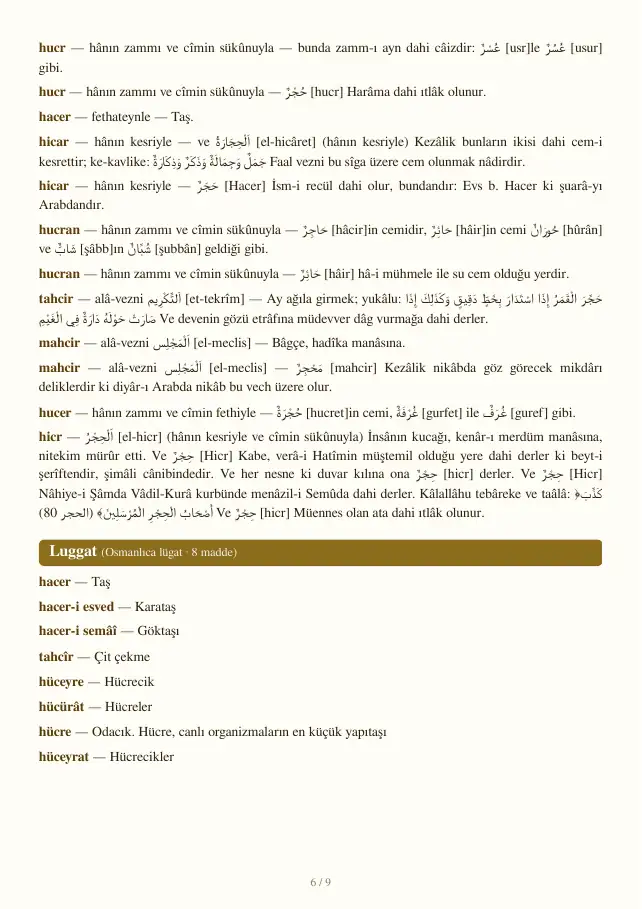 hucr — hânın zammı ve cîmin sükûnuyla — bunda zamm-ı ayn dahi câizdir: عُسْرٌ [usr]le عُسُرٌ [usur]
gibi.
hucr — hânın zammı ve cîmin sükûnuyla — حُجْرٌ [hucr] Harâma dahi ıtlâk olunur.
hacer — fethateynle — Taş.
hicar — hânın kesriyle — ve اَلْحِجَارَةُ [el-hicâret] (hânın kesriyle) Kezâlik bunların ikisi dahi cem-i
kesrettir; ke-kavlike: جَمَلٌ وَجِمَالَةٌ وَذَكَرٌ وَذِكَارَةٌ Faal vezni bu sîga üzere cem olunmak nâdirdir.
hicar — hânın kesriyle — حَجَرٌ [Hacer] İsm-i recül dahi olur, bundandır: Evs b. Hacer ki şuarâ-yı
Arabdandır.
hucran — hânın zammı ve cîmin sükûnuyla — حَاجِرٌ [hâcir]in cemidir, حَائِرٌ [hâir]in cemi حُورَانٌ [hûrân]
ve شَابٌّ [şâbb]ın شُبَّانٌ [şubbân] geldiği gibi.
hucran — hânın zammı ve cîmin sükûnuyla — حَائِرٌ [hâir] hâ-i mühmele ile su cem olduğu yerdir.
tahcir — alâ-vezni اَلتَّكْرِيم [et-tekrîm] — Ay ağıla girmek; yukâlu: حَجَّرَ الْقَمَرُ إِذَا اسْتَدَارَ بِخَطٍّ دَقِيقٍ وَكَذَلِكَ إِذَا
صَارَتْ حَوْلَهُ دَارَةٌ فِي الْغَيْمِ Ve devenin gözü etrâfına müdevver dâg vurmağa dahi derler.
mahcir — alâ-vezni اَلْمَجْلِس [el-meclis] — Bâgçe, hadîka manâsına.
mahcir — alâ-vezni اَلْمَجْلِس [el-meclis] — مَحْجِرٌ [mahcir] Kezâlik nikâbda göz görecek mikdârı
deliklerdir ki diyâr-ı Arabda nikâb bu vech üzere olur.
hucer — hânın zammı ve cîmin fethiyle — حُجْرَةٌ [hucret]in cemi, غُرْفَةٌ [gurfet] ile غُرَفٌ [guref] gibi.
hicr — اَلْحِجْرُ [el-hicr] (hânın kesriyle ve cîmin sükûnuyla) İnsânın kucağı, kenâr-ı merdüm manâsına,
nitekim mürûr etti. Ve حِجْرٌ [Hicr] Kabe, verâ-i Hatîmin müştemil olduğu yere dahi derler ki beyt-i
şerîftendir, şimâli cânibindedir. Ve her nesne ki duvar kılına ona حِجْرٌ [hicr] derler. Ve حِجْرٌ [Hicr]
Nâhiye-i Şâmda Vâdil-Kurâ kurbünde menâzil-i Semûda dahi derler. Kâlallâhu tebâreke ve taâlâ: ﴿كَذَّبَ
أَصْحَابُ الْحِجْرِ الْمُرْسَلِينَ﴾ (الحجر 80) Ve حِجْرٌ [hicr] Müennes olan ata dahi ıtlâk olunur.
Luggat (Osmanlıca lügat · 8 madde)
hacer — Taş
hacer-i esved — Karataş
hacer-i semâî — Göktaşı
tahcîr — Çit çekme
hüceyre — Hücrecik
hücürât — Hücreler
hücre — Odacık. Hücre, canlı organizmaların en küçük yapıtaşı
hüceyrat — Hücrecikler
6 / 9